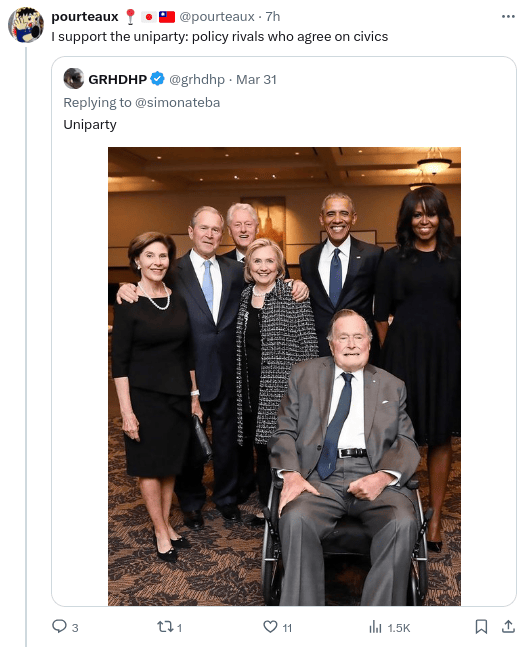 pourteaux 📍 🇯🇵 🇹🇼 @pourteaux · 7h
I support the uniparty: policy rivals who agree on civics
GRHDHP @grhdhp · Mar 31
Replying to @simonateba
Uniparty
3 1 11 1.5K